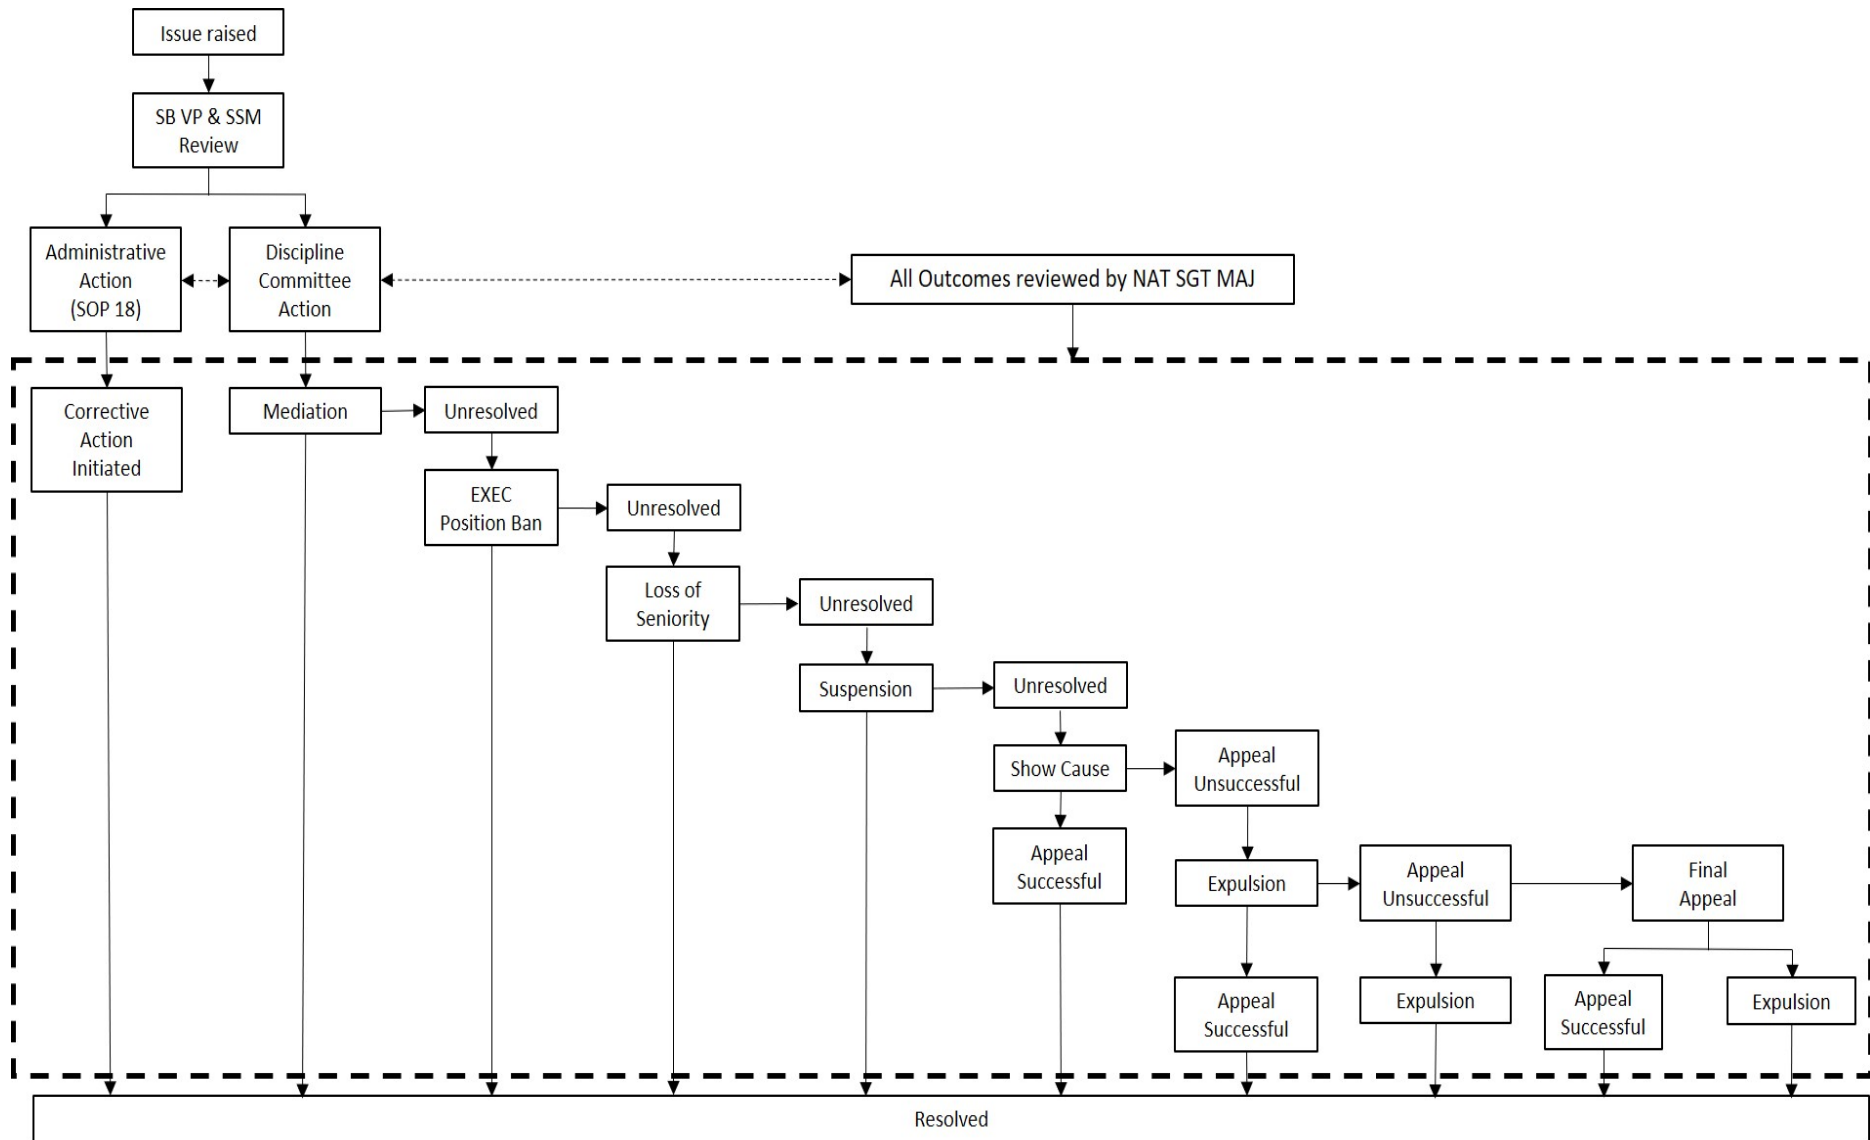 Issue raised
SB VP & SSM
Review
Administrative
Action
(SOP 18)
Discipline
Committee
Action
All Outcomes reviewed by NAT SGT MAJ
Corrective
Action
Initiated
Mediation
Unresolved
EXEC
Position Ban
Unresolved
Loss of
Seniority
Unresolved
Suspension
Unresolved
Show Cause
Appeal
Unsuccessful
Appeal
Successful
Expulsion
Appeal
Unsuccessful
Final
Appeal
Appeal
Successful
Expulsion
Appeal
Successful
Expulsion
Resolved